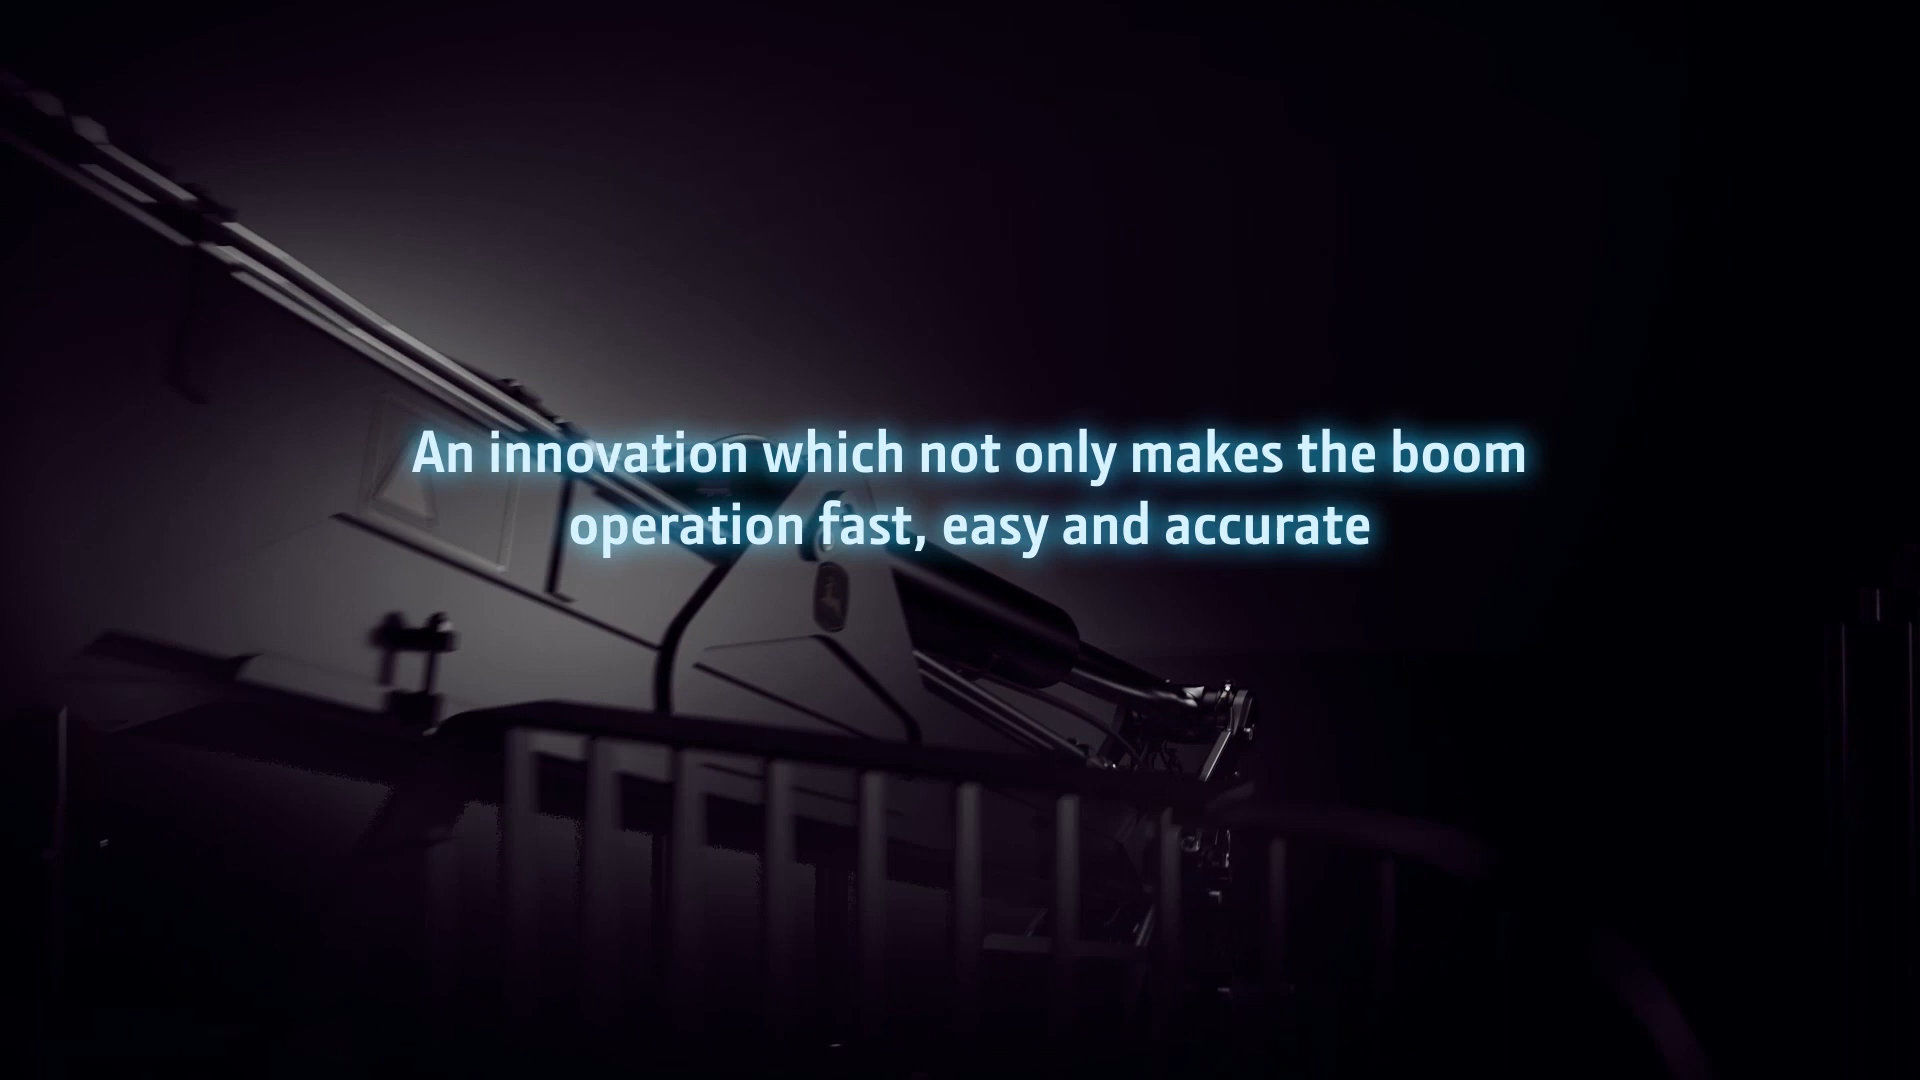 An innovation which not only makes the boom
operation fast, easy and accurate